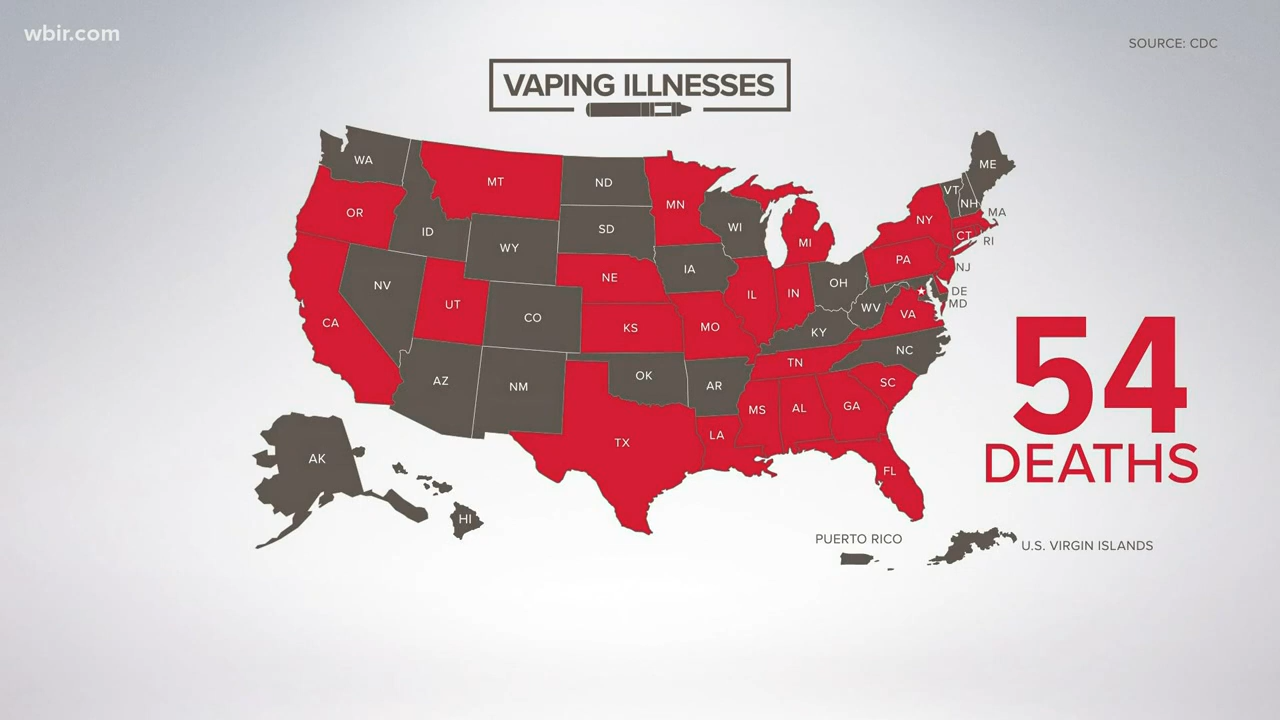 wbir.com
SOURCE: CDC
VAPING ILLNESSES
WA
MT
ND
MN
ME
VT
NH
OR
ID
SD
WI
MI
NY
MA
CT
RI
WY
IA
PA
NJ
NV
UT
NE
IL
IN
OH
DE
MD
WV
VA
CA
CO
KS
MO
KY
NC
TN
AZ
NM
OK
AR
SC
MS
AL
GA
TX
LA
FL
54
DEATHS
AK
HI
PUERTO RICO
U.S. VIRGIN ISLANDS